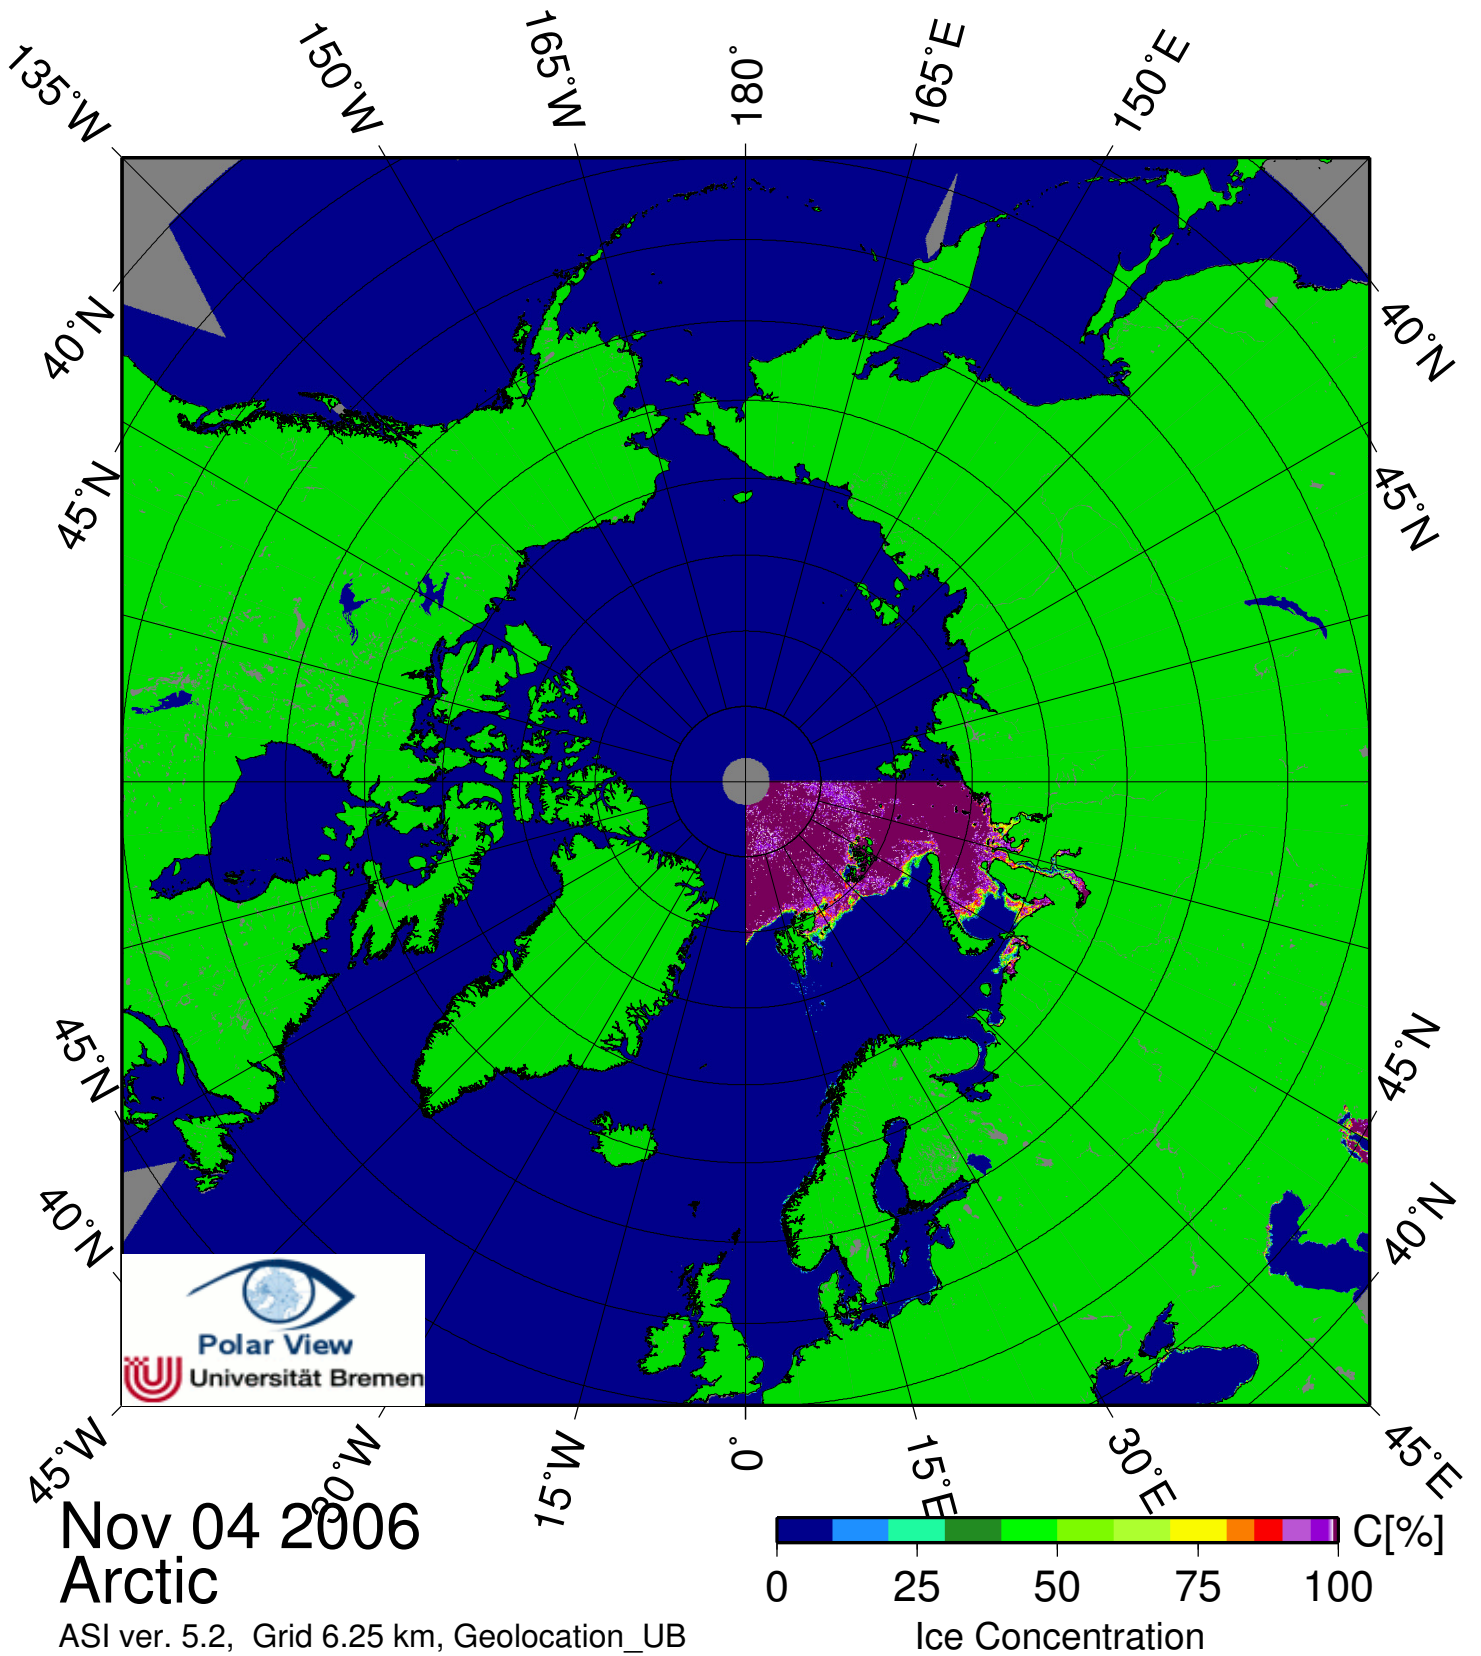 135°W
150°W
165°W
180°
165°E
150°E
40°N
40°N
45°N
45°N
45°N
45°N
40°N
40°N
Polar View
Universität Bremen
45°W
30°W
15°W
0°
15°E
30°E
45°E
Nov 04 2006
Arctic
ASI ver. 5.2, Grid 6.25 km, Geolocation_UB
C[%]
0 25 50 75 100
Ice Concentration